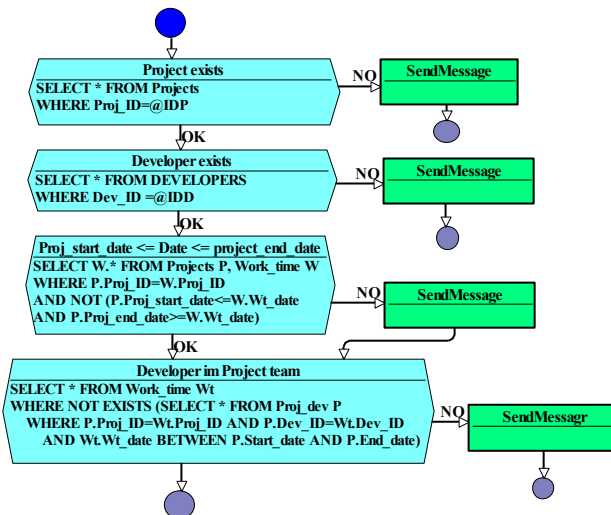 Project exists
SELECT * FROM Projects
WHERE Proj_ID=@IDP
NO
SendMessage
OK
Developer exists
SELECT * FROM DEVELOPERS
WHERE Dev_ID =@IDD
NO
SendMessage
OK
Proj_start_date <= Date <= project_end_date
SELECT W.* FROM Projects P, Work_time W
WHERE P.Proj_ID=W.Proj_ID
AND NOT (P.Proj_start_date<=W.Wt_date
AND P.Proj_end_date>=W.Wt_date)
NO
SendMessage
OK
Developer im Project team
SELECT * FROM Work_time Wt
WHERE NOT EXISTS (SELECT * FROM Proj_dev P
WHERE P.Proj_ID=Wt.Proj_ID AND P.Dev_ID=Wt.Dev_ID
AND Wt.Wt_date BETWEEN P.Start_date AND P.End_date)
NO
SendMessagr